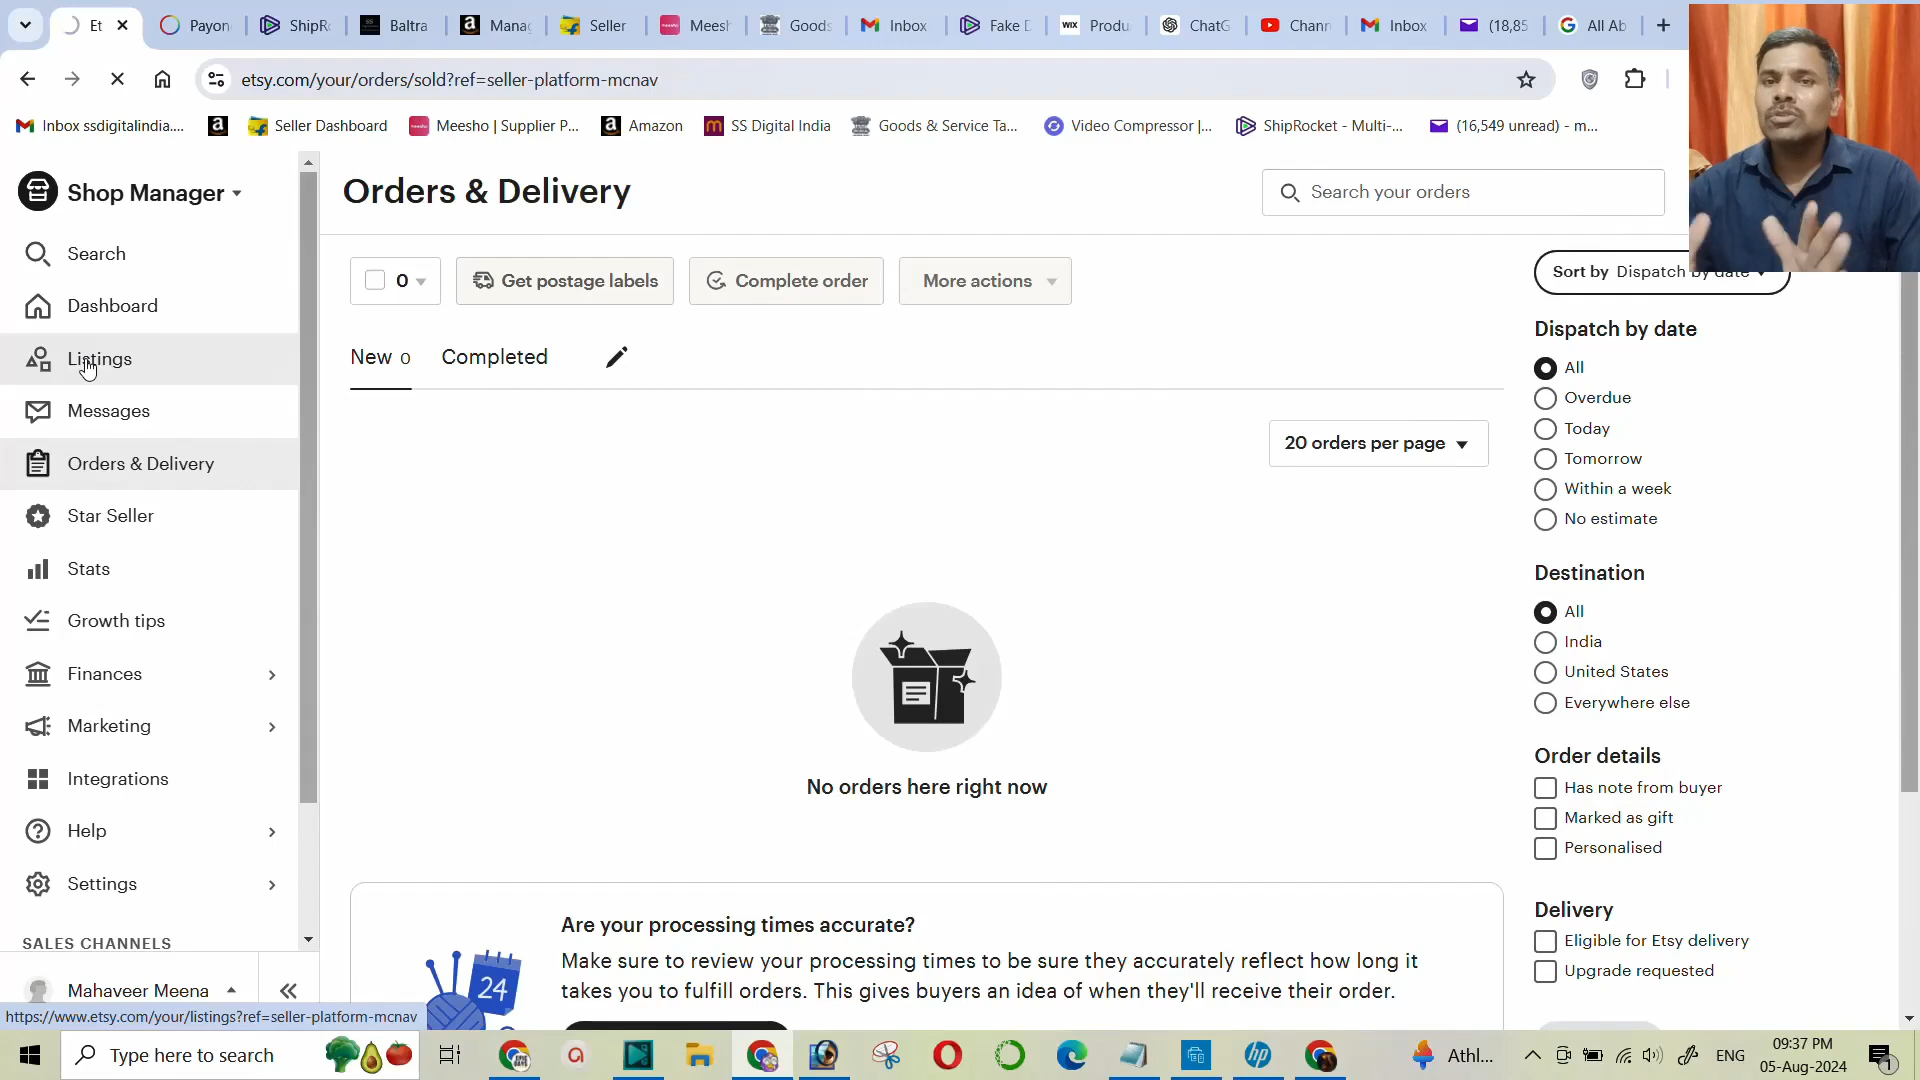 Et
Payon
ShipRo
Baltra
Manag
Seller
Meesh
Goods
Inbox
Fake D
Produ
ChatG
Chann
Inbox
(18,85
All Ab
etsy.com/your/orders/sold?ref=seller-platform-mcnav
Inbox ssdigitalindia....
Seller Dashboard
Meesho | Supplier P...
Amazon
SS Digital India
Goods & Service Ta...
Video Compressor |...
ShipRocket - Multi-...
(16,549 unread) - m...
Shop Manager
Search
Dashboard
Listings
Messages
Orders & Delivery
Star Seller
Stats
Growth tips
Finances
Marketing
Integrations
Help
Settings
SALES CHANNELS
Mahaveer Meena
https://www.etsy.com/your/listings?ref=seller-platform-mcnav
Orders & Delivery
Search your orders
0
Get postage labels
Complete order
More actions
New 0
Completed
20 orders per page
No orders here right now
Are your processing times accurate?
Make sure to review your processing times to be sure they accurately reflect how long it
takes you to fulfill orders. This gives buyers an idea of when they'll receive their order.
24
Sort by Dispatch by date
Dispatch by date
All
Overdue
Today
Tomorrow
Within a week
No estimate
Destination
All
India
United States
Everywhere else
Order details
Has note from buyer
Marked as gift
Personalised
Delivery
Eligible for Etsy delivery
Upgrade requested
Type here to search
Athl...
ENG
09:37 PM
05-Aug-2024
1